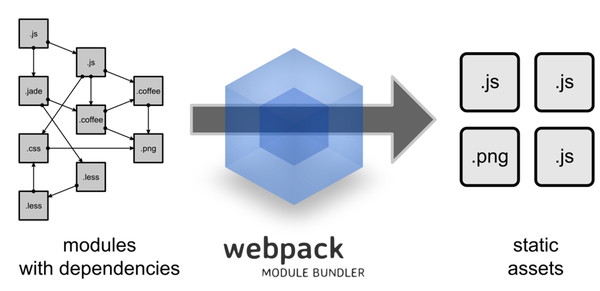 .js
.js
.jade
.coffee
.coffee
.css
.png
.less
.less
modules
with dependencies
webpack
MODULE BUNDLER
.js
.js
.png
.js
static
assets